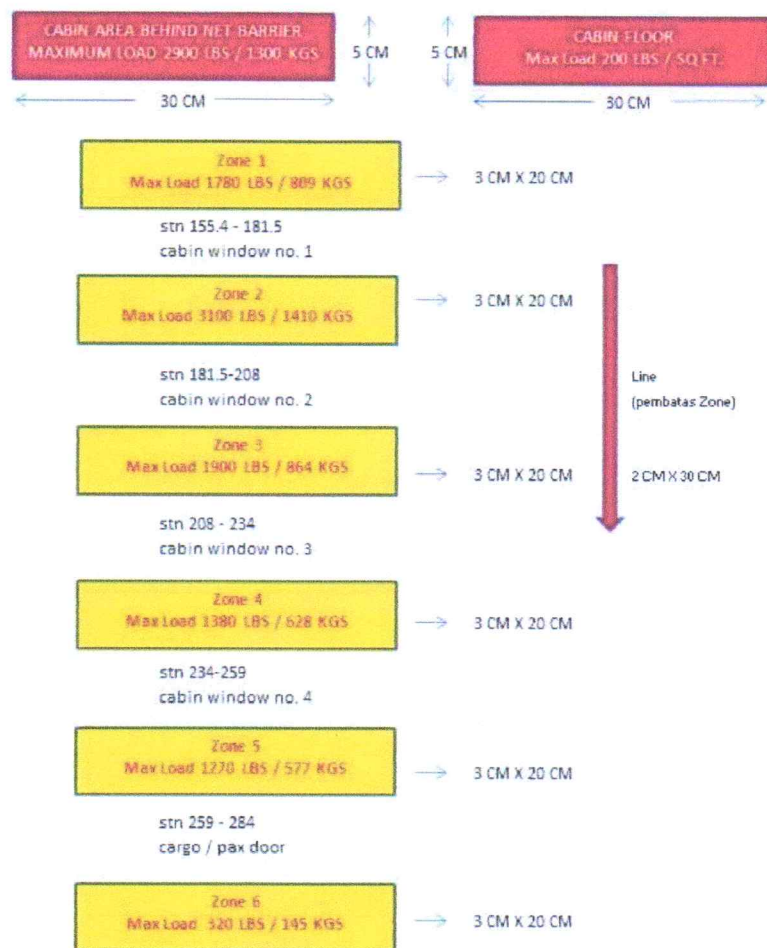 CABIN AREA BEHIND NET BARRIER
MAXIMUM LOAD 2900 LBS / 1300 KGS
5 CM
5 CM
CABIN FLOOR
Max Load 200 LBS / SQ FT.
30 CM
30 CM
Zone 1
Max Load 1780 LBS / 809 KGS
3 CM X 20 CM
stn 155.4 - 181.5
cabin window no. 1
Zone 2
Max Load 3100 LBS / 1410 KGS
3 CM X 20 CM
stn 181.5-208
cabin window no. 2
Line
(pembatas Zone)
2 CM X 30 CM
Zone 3
Max Load 1900 LBS / 864 KGS
3 CM X 20 CM
stn 208 - 234
cabin window no. 3
Zone 4
Max Load 1380 LBS / 628 KGS
3 CM X 20 CM
stn 234-259
cabin window no. 4
Zone 5
Max Load 1270 LBS / 577 KGS
3 CM X 20 CM
stn 259 - 284
cargo / pax door
Zone 6
Max Load 320 LBS / 145 KGS
3 CM X 20 CM